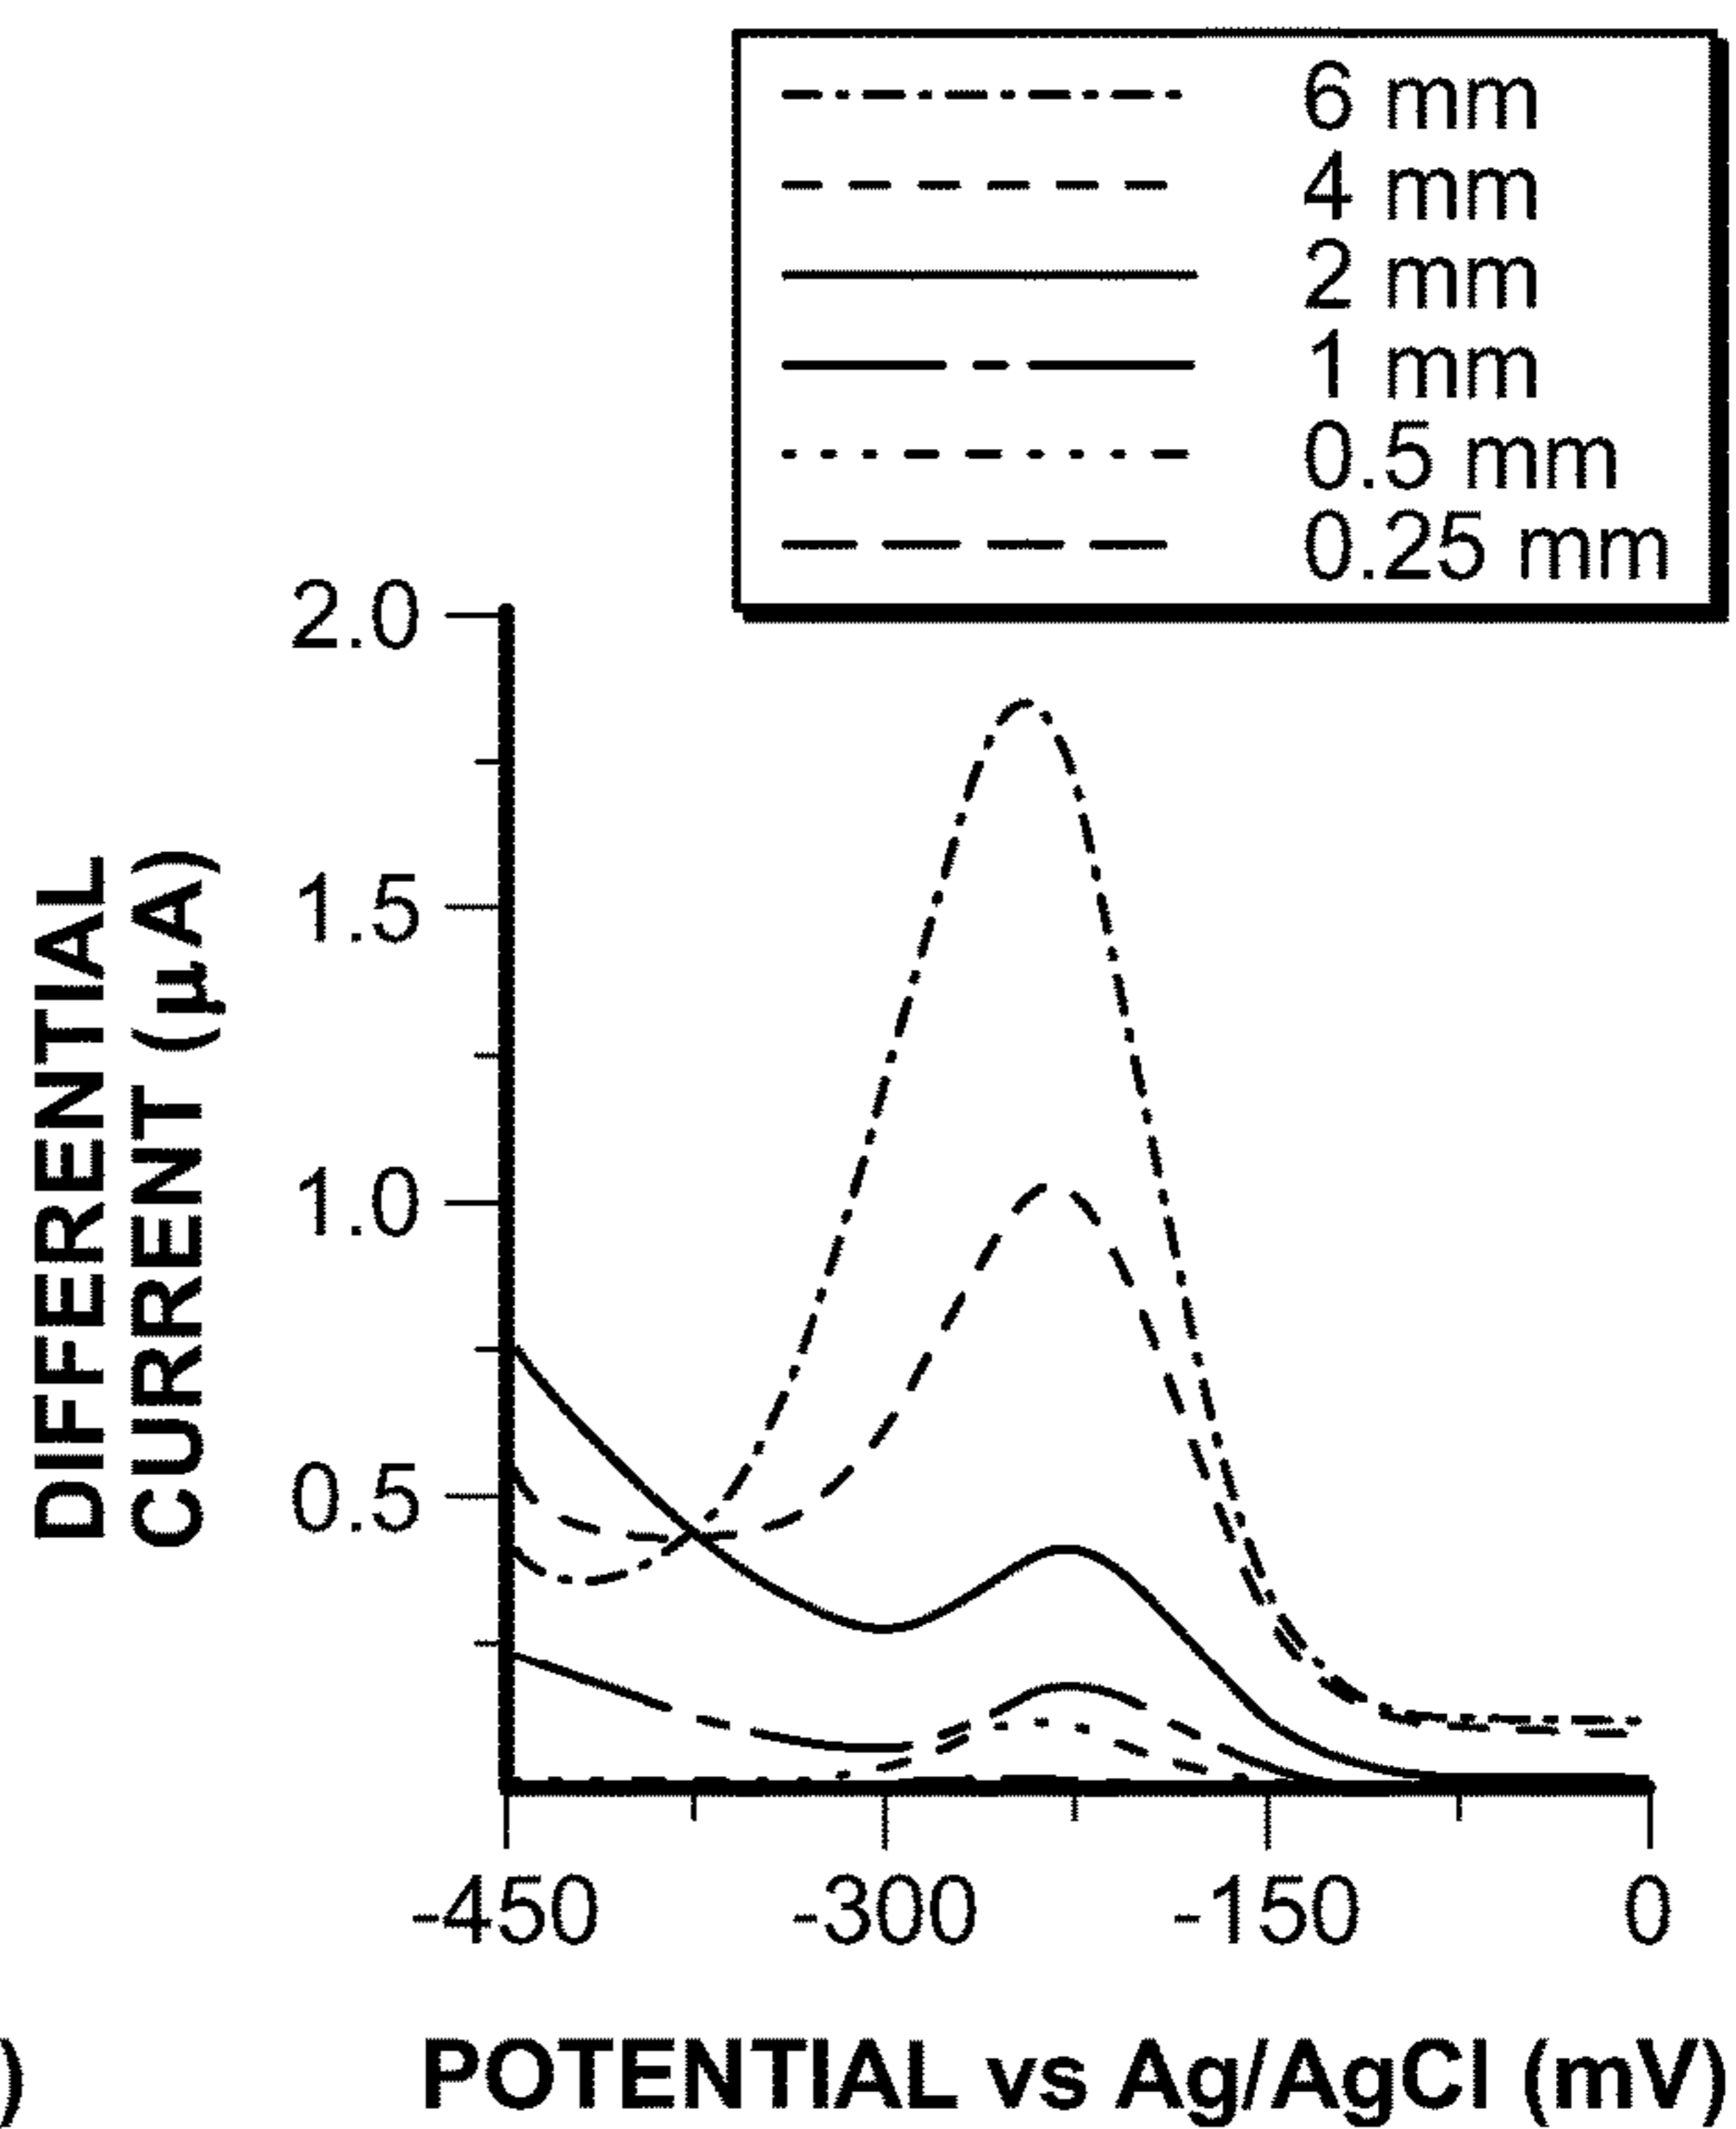 6 mm
4 mm
2 mm
1 mm
0.5 mm
0.25 mm
2.0
1.5
1.0
0.5
DIFFERENTIAL
CURRENT (µA)
-450
-300
-150
0
)
POTENTIAL vs Ag/AgCl (mV)